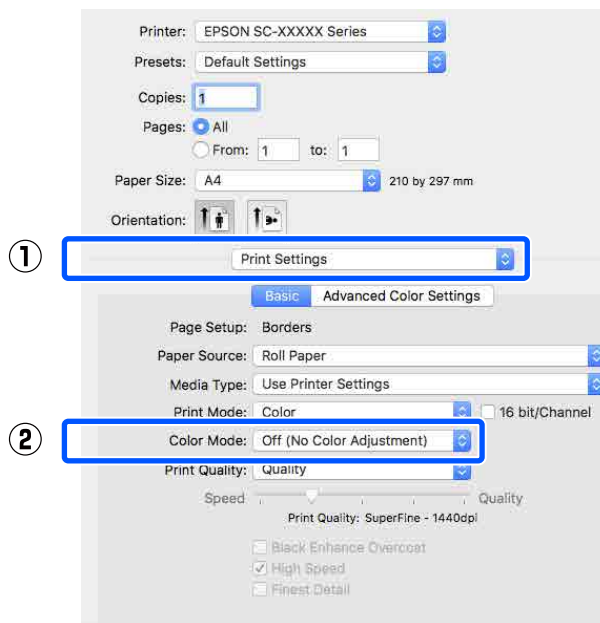 Printer: EPSON SC-XXXXX Series
Presets: Default Settings
Copies: 1
Pages: All
From: 1 to: 1
Paper Size: A4 210 by 297 mm
Orientation:
① Print Settings
Basic Advanced Color Settings
Page Setup: Borders
Paper Source: Roll Paper
Media Type: Use Printer Settings
Print Mode: Color 16 bit/Channel
② Color Mode: Off (No Color Adjustment)
Print Quality: Quality
Speed Quality
Print Quality: SuperFine - 1440dpi
Black Enhance Overcoat
High Speed
Finest Detail